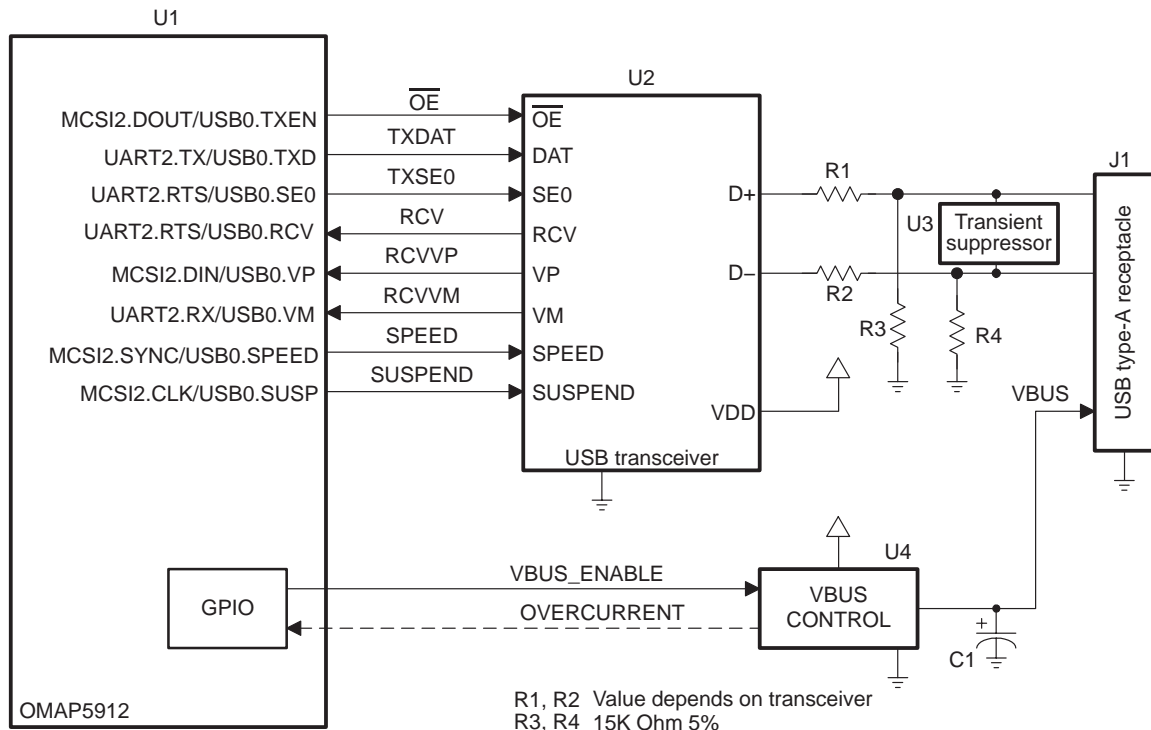 U1
MCSI2.DOUT/USB0.TXEN
UART2.TX/USB0.TXD
UART2.RTS/USB0.SE0
UART2.RTS/USB0.RCV
MCSI2.DIN/USB0.VP
UART2.RX/USB0.VM
MCSI2.SYNC/USB0.SPEED
MCSI2.CLK/USB0.SUSP
GPIO
OMAP5912
OE
TXDAT
TXSE0
RCV
RCVVP
RCVVM
SPEED
SUSPEND
U2
OE
DAT
SE0
RCV
VP
VM
SPEED
SUSPEND
D+
D–
VDD
USB transceiver
R1
R2
R3
R4
U3
Transient
suppressor
J1
USB type-A receptacle
VBUS
VBUS_ENABLE
OVERCURRENT
U4
VBUS
CONTROL
+
C1
R1, R2 Value depends on transceiver
R3, R4 15K Ohm 5%